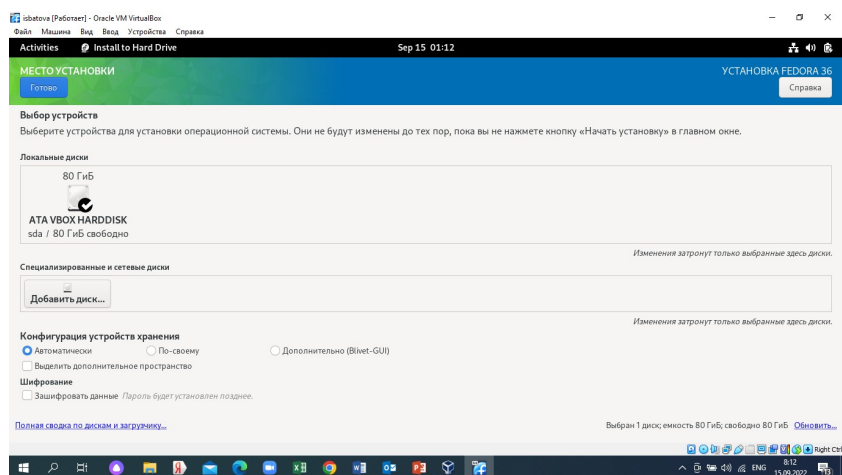 isbatova [Работает] - Oracle VM VirtualBox
Файл Машина Вид Ввод Устройства Справка
Activities Install to Hard Drive Sep 15 01:12
МЕСТО УСТАНОВКИ УСТАНОВКА FEDORA 36
Готово Справка
Выбор устройств
Выберите устройства для установки операционной системы. Они не будут изменены до тех пор, пока вы не нажмете кнопку «Начать установку» в главном окне.
Локальные диски
80 ГиБ
ATA VBOX HARDDISK
sda / 80 ГиБ свободно
Изменения затронут только выбранные здесь диски.
Специализированные и сетевые диски
Добавить диск...
Изменения затронут только выбранные здесь диски.
Конфигурация устройств хранения
Автоматически По-своему Дополнительно (Blivet-GUI)
Выделить дополнительное пространство
Шифрование
Зашифровать данные Пароль будет установлен позднее.
Полная сводка по дискам и загрузчику... Выбран 1 диск; емкость 80 ГиБ; свободно 80 ГиБ Обновить...
Right Ctrl
ENG 8:12
15.09.2022